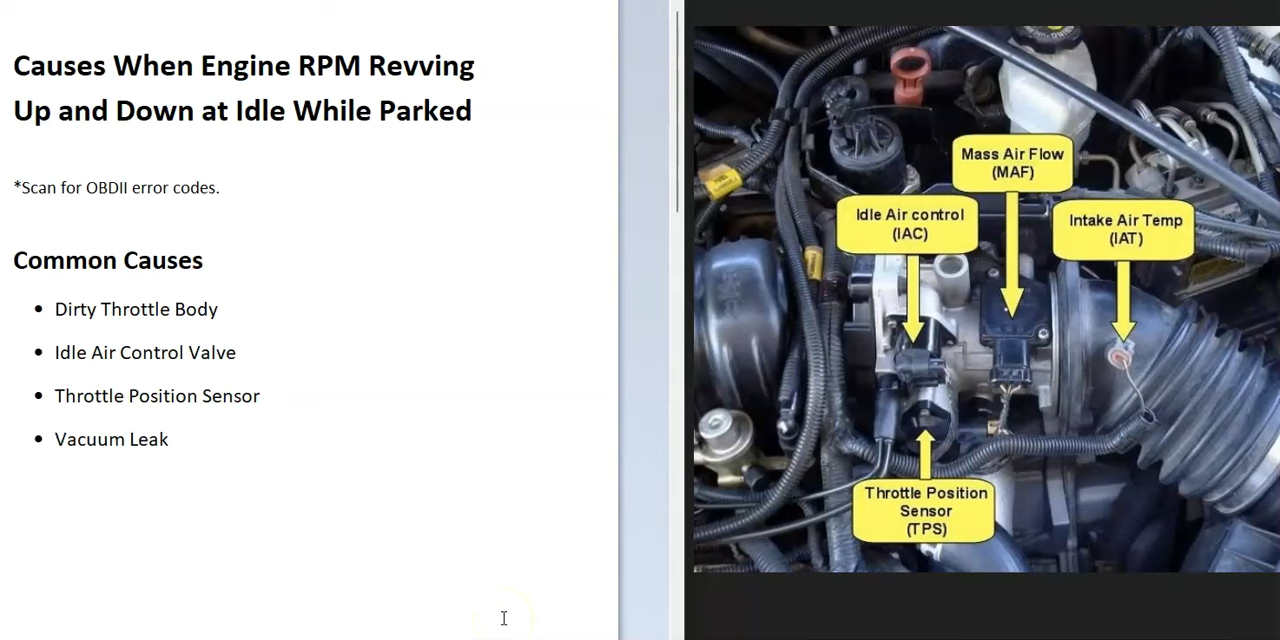 Causes When Engine RPM Revving
Up and Down at Idle While Parked
*Scan for OBDII error codes.
Common Causes
• Dirty Throttle Body
• Idle Air Control Valve
• Throttle Position Sensor
• Vacuum Leak
Mass Air Flow
(MAF)
Idle Air control
(IAC)
Intake Air Temp
(IAT)
Throttle Position
Sensor
(TPS)